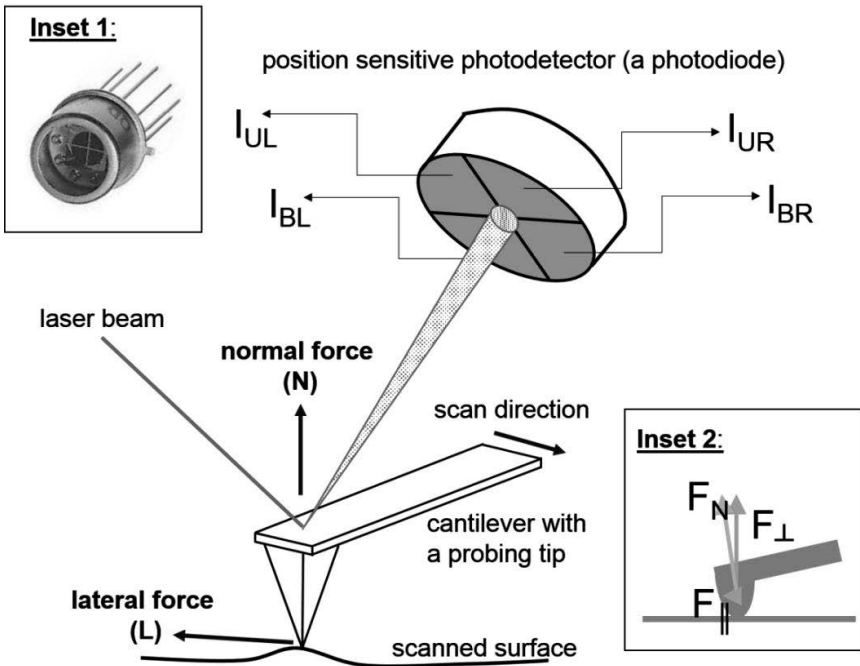 Inset 1:
position sensitive photodetector (a photodiode)
I_UL
I_UR
I_BL
I_BR
laser beam
normal force
(N)
scan direction
cantilever with
a probing tip
lateral force
(L)
scanned surface
Inset 2:
F_N
F_⊥
F_||